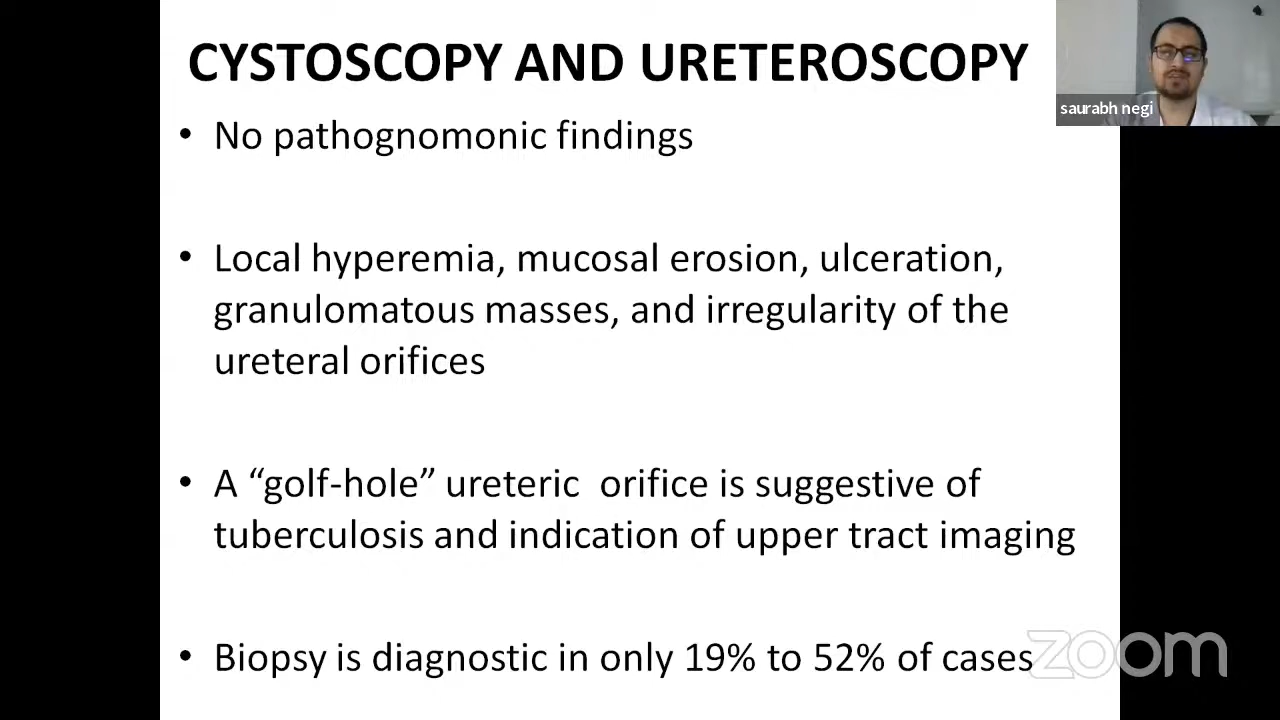 CYSTOSCOPY AND URETEROSCOPY
saurabh negi
• No pathognomonic findings
• Local hyperemia, mucosal erosion, ulceration,
granulomatous masses, and irregularity of the
ureteral orifices
• A “golf-hole” ureteric  orifice is suggestive of
tuberculosis and indication of upper tract imaging
• Biopsy is diagnostic in only 19% to 52% of cases
zoom